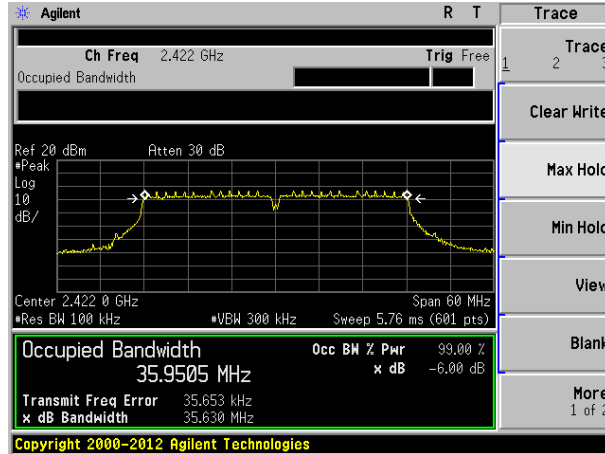 Agilent R T Trace
Ch Freq 2.422 GHz Trig Free
Occupied Bandwidth
Trace
1 2 3
Clear Write
Max Hold
Min Hold
View
Blank
More
1 of 2
Ref 20 dBm Atten 30 dB
#Peak
Log
10
dB/
Center 2.422 0 GHz Span 60 MHz
#Res BW 100 kHz #VBW 300 kHz Sweep 5.76 ms (601 pts)
Occupied Bandwidth Occ BW % Pwr 99.00 %
35.9505 MHz x dB -6.00 dB
Transmit Freq Error 35.653 kHz
x dB Bandwidth 35.630 MHz
Copyright 2000-2012 Agilent Technologies